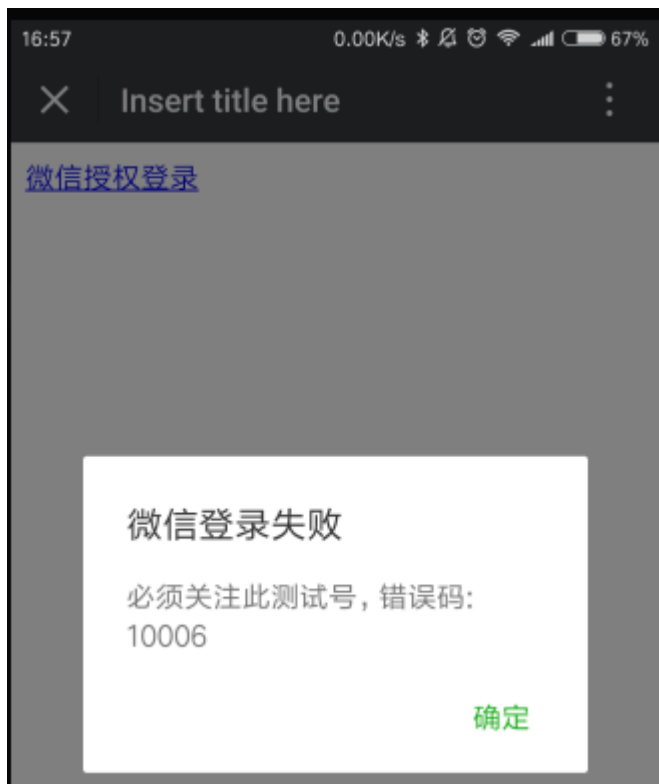 16:57 0.00K/s 67%
Insert title here
微信授权登录
微信登录失败
必须关注此测试号, 错误码:
10006
确定